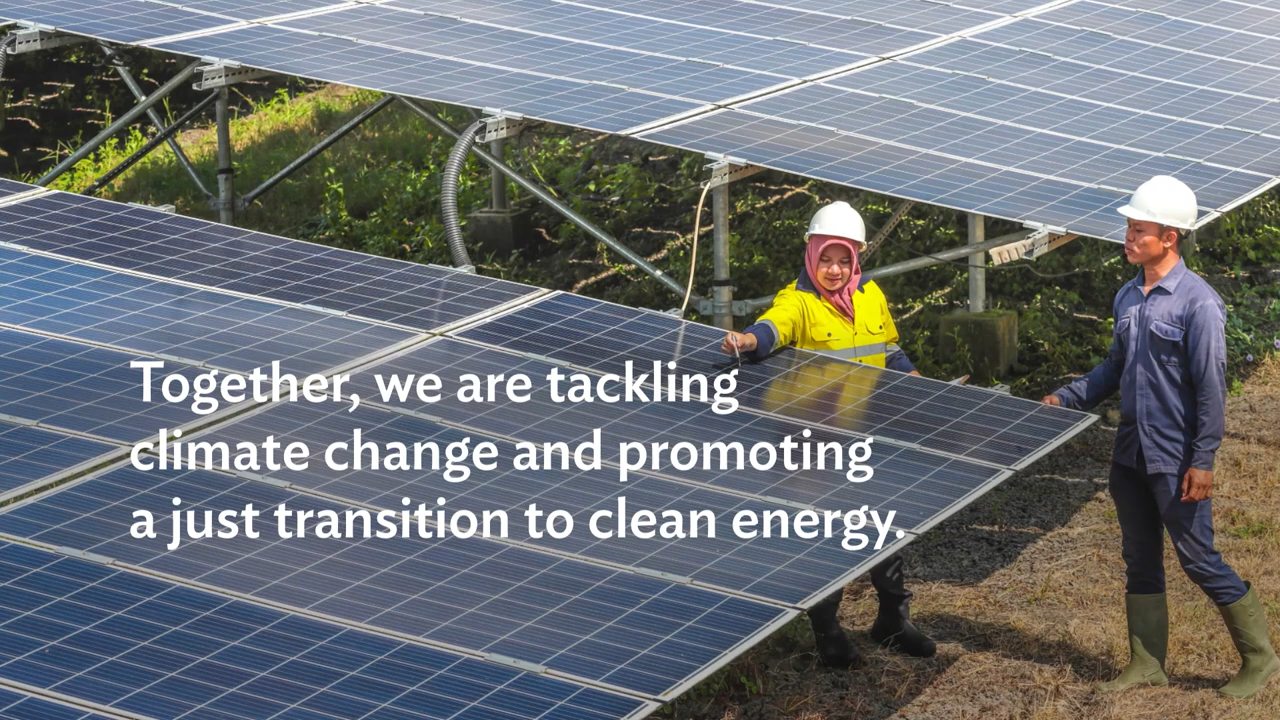 Together, we are tackling
climate change and promoting
a just transition to clean energy.